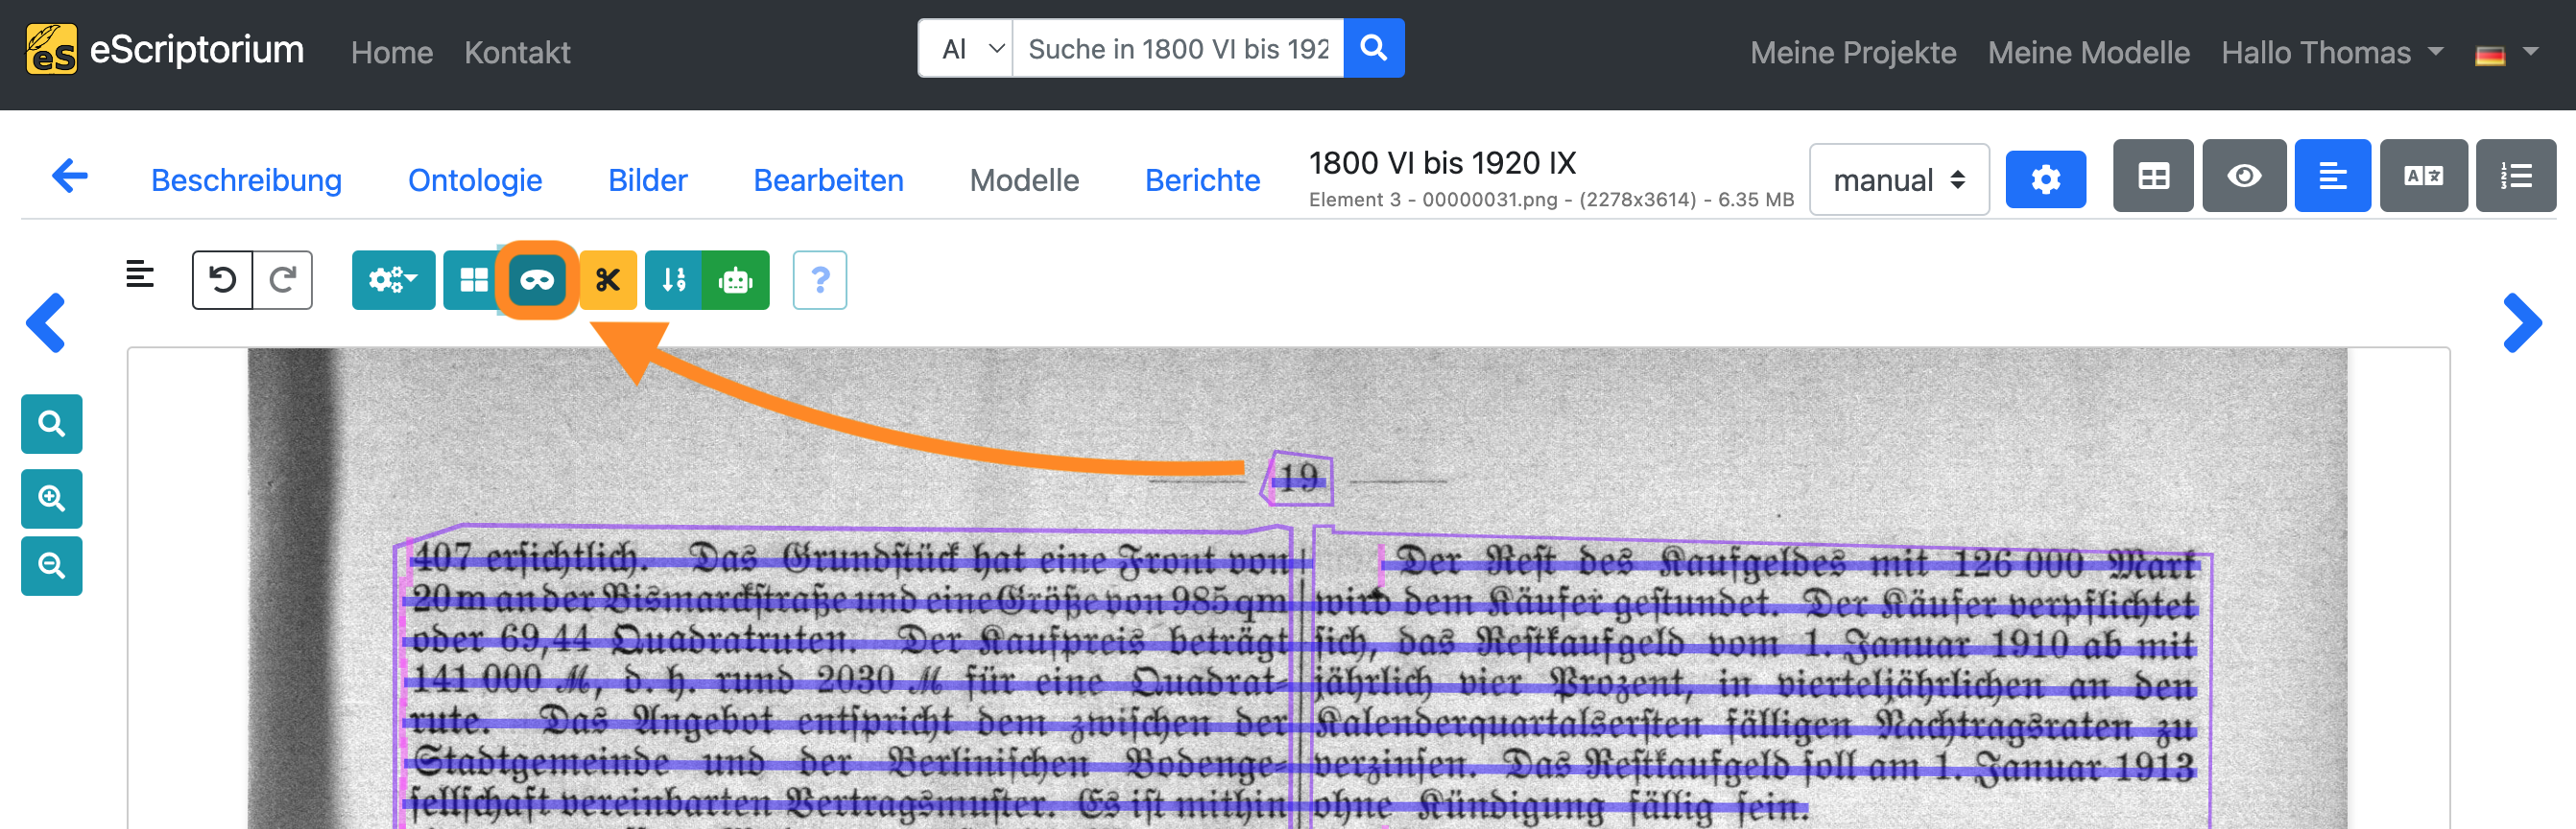 es eScriptorium Home Kontakt Al Suche in 1800 VI bis 192 Meine Projekte Meine Modelle Hallo Thomas
Beschreibung Ontologie Bilder Bearbeiten Modelle Berichte 1800 VI bis 1920 IX manual
Element 3 - 00000031.png - (2278x3614) - 6.35 MB
19
407 erſichtlich. Das Grundſtück hat eine Front von
20 m an der Bismarckſtraße und eine Größe von 985 qm
oder 69,44 Quadratruten. Der Kaufpreis beträgt
141 000 M, d. h. rund 2030 M für eine Quadrat-
rute. Das Angebot entſpricht dem zwiſchen der
Stadtgemeinde und der Berliniſchen Bodenge-
ſellſchaft vereinbarten Vertragsmuſter. Es iſt mithin
Der Reſt des Kaufgeldes mit 126 000 Mark
wird dem Käufer geſtundet. Der Käufer verpflichtet
ſich, das Reſtkaufgeld vom 1. Januar 1910 ab mit
jährlich vier Prozent, in vierteljährlichen an den
Kalenderquartalserſten fälligen Nachtragsraten zu
verzinſen. Das Reſtkaufgeld ſoll am 1. Januar 1913
ohne Kündigung fällig ſein.